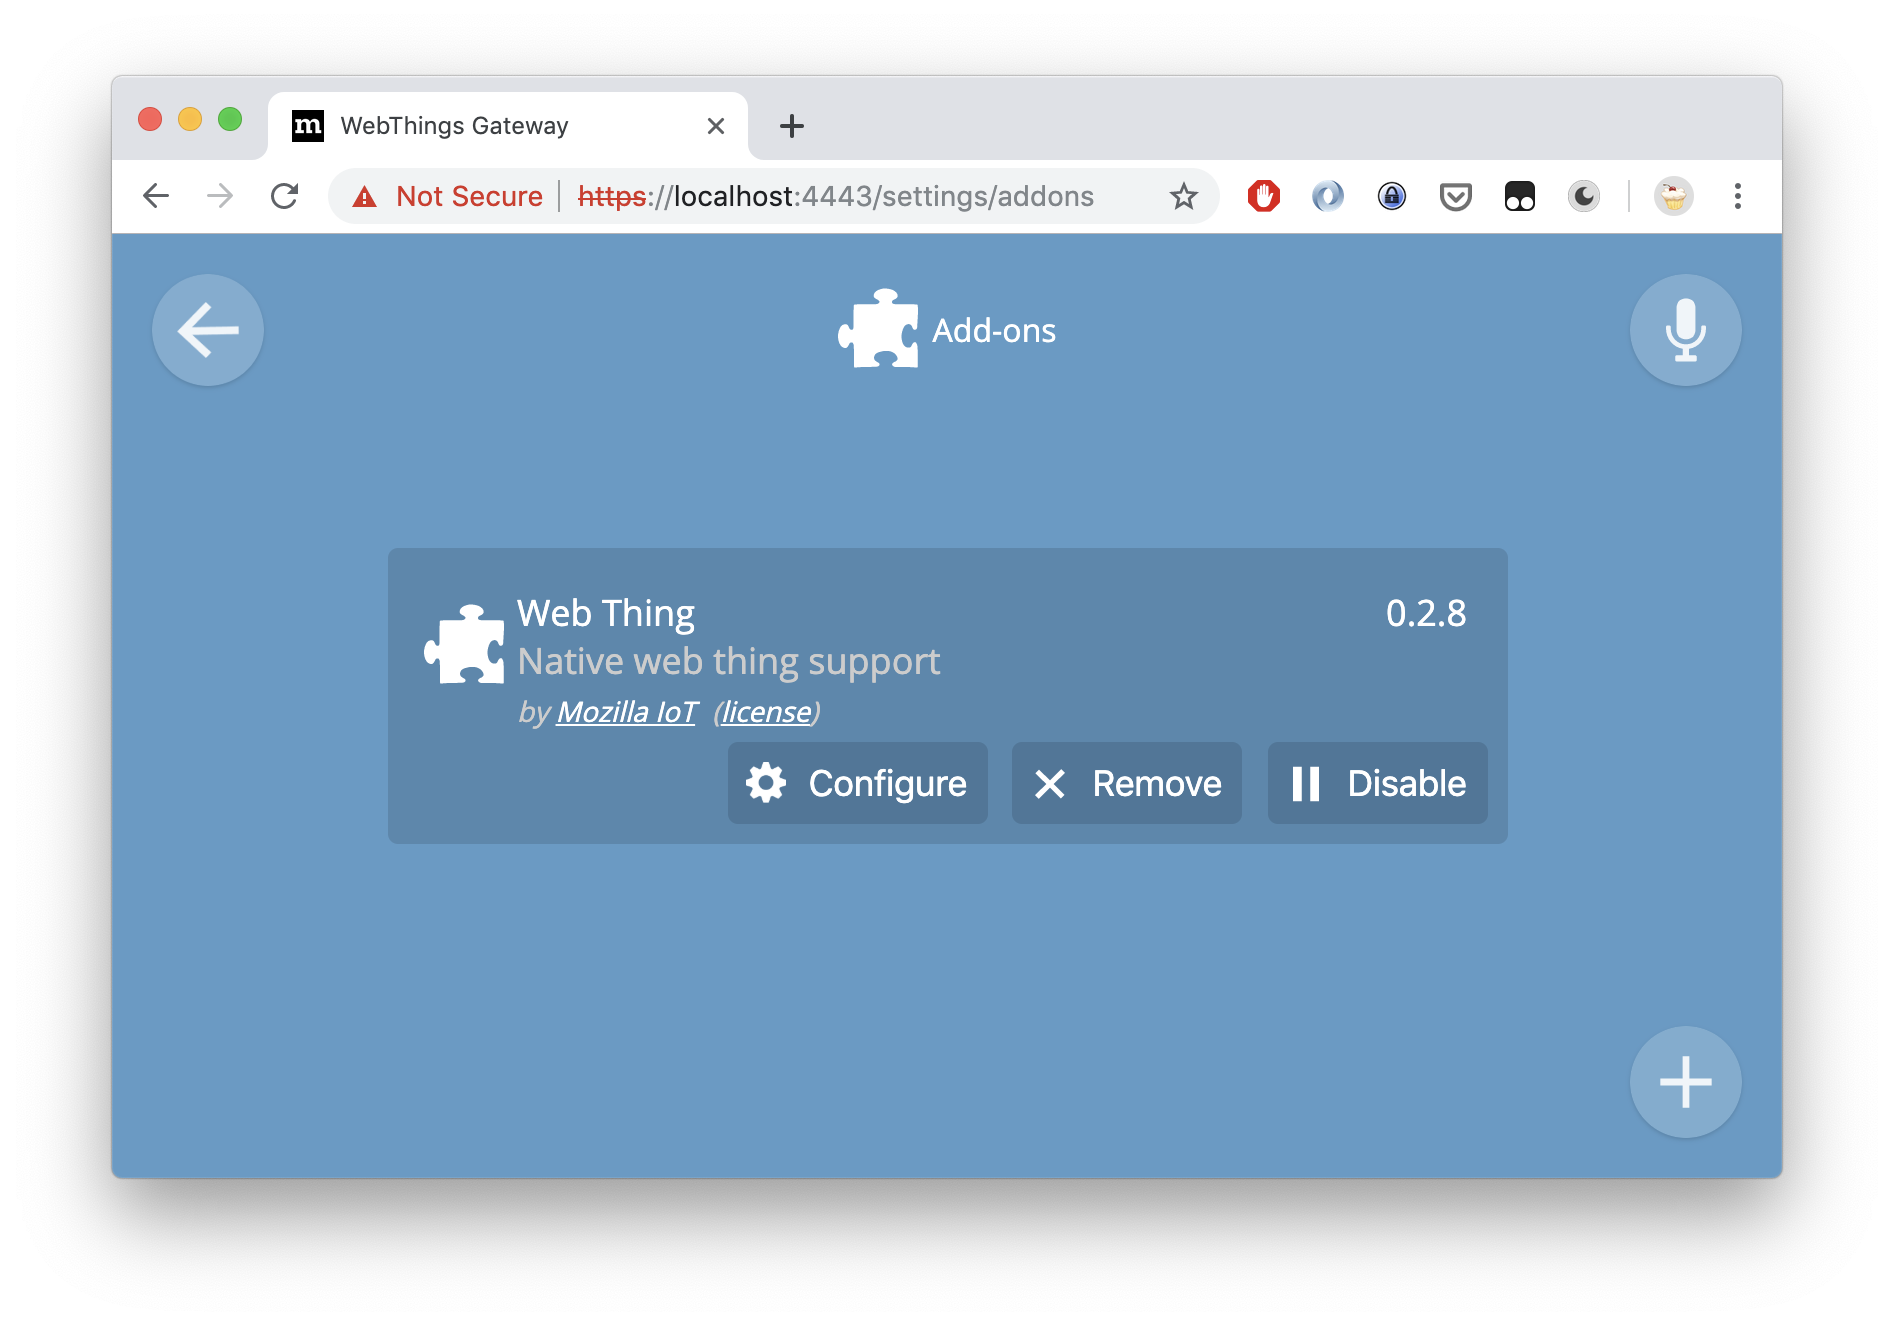 m WebThings Gateway
Not Secure | https://localhost:4443/settings/addons
Add-ons
Web Thing 0.2.8
Native web thing support
by Mozilla IoT (license)
Configure Remove Disable